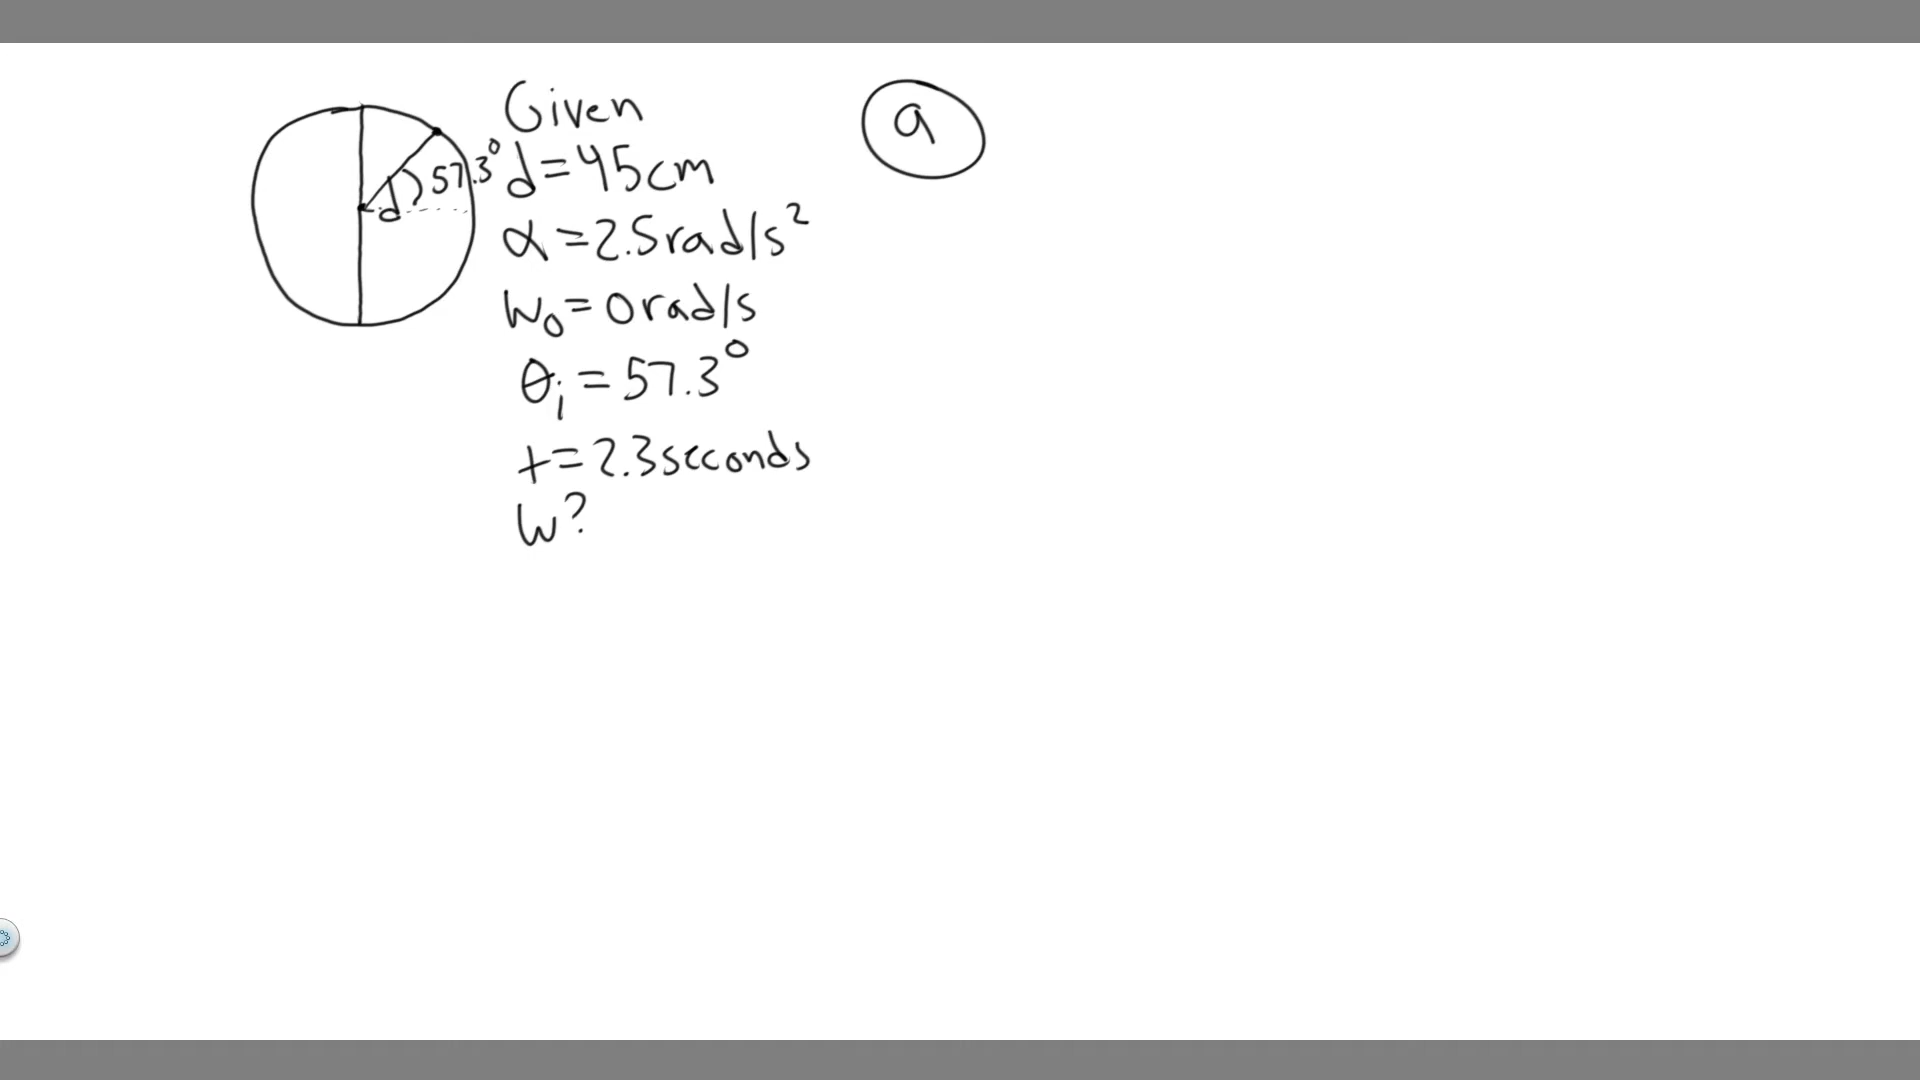 Given
57.3°
d
d=45cm
α=2.5rad/s²
w₀=0rad/s
θᵢ=57.3°
t=2.3seconds
w?
a